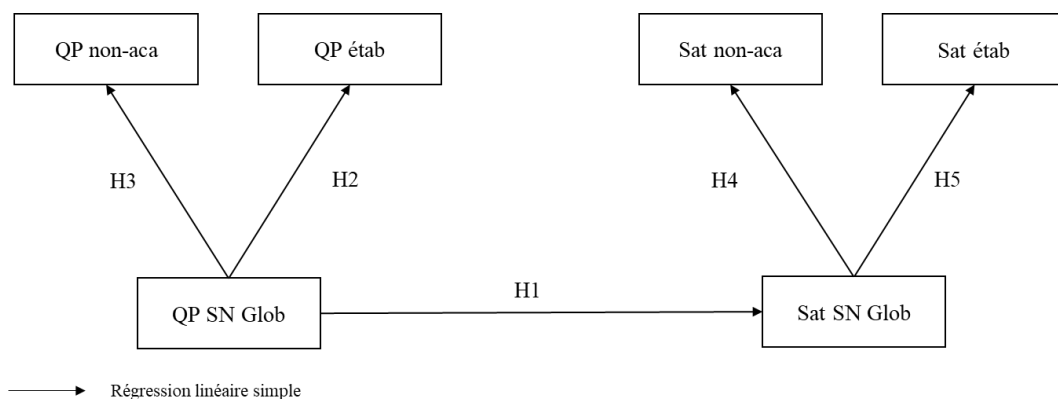 QP non-aca
QP étab
Sat non-aca
Sat étab
H3
H2
H4
H5
QP SN Glob
H1
Sat SN Glob
Régression linéaire simple